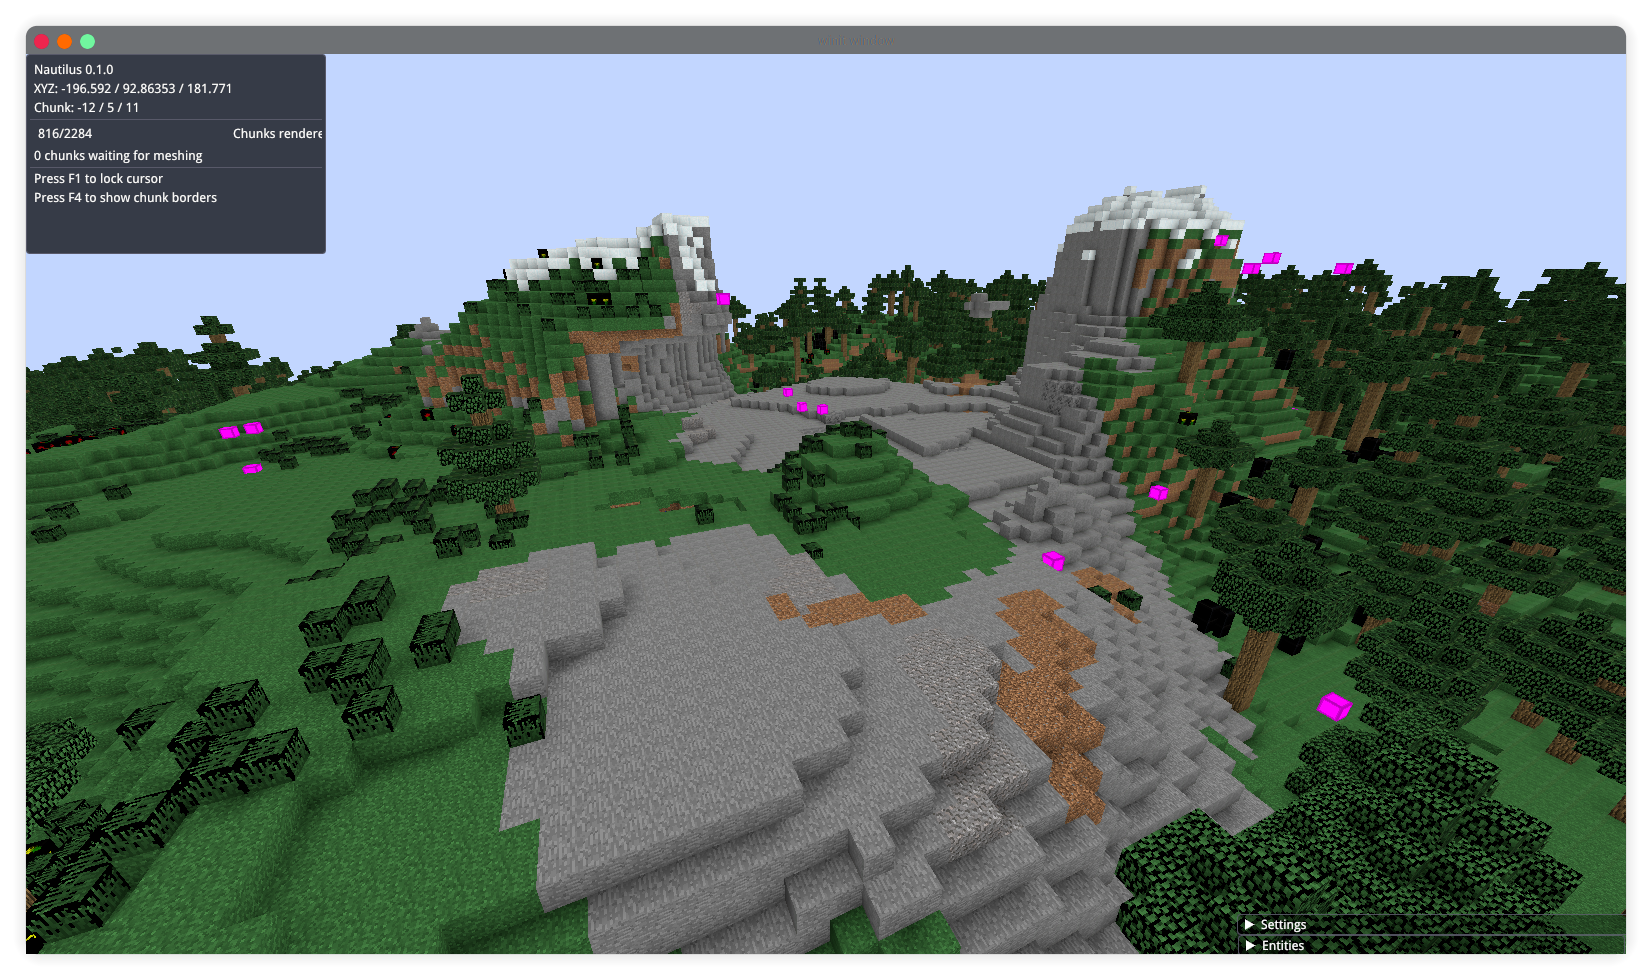 Nautilus 0.1.0
XYZ: -196.592 / 92.86353 / 181.771
Chunk: -12 / 5 / 11
816/2284 Chunks rendere
0 chunks waiting for meshing
Press F1 to lock cursor
Press F4 to show chunk borders
Settings
Entities